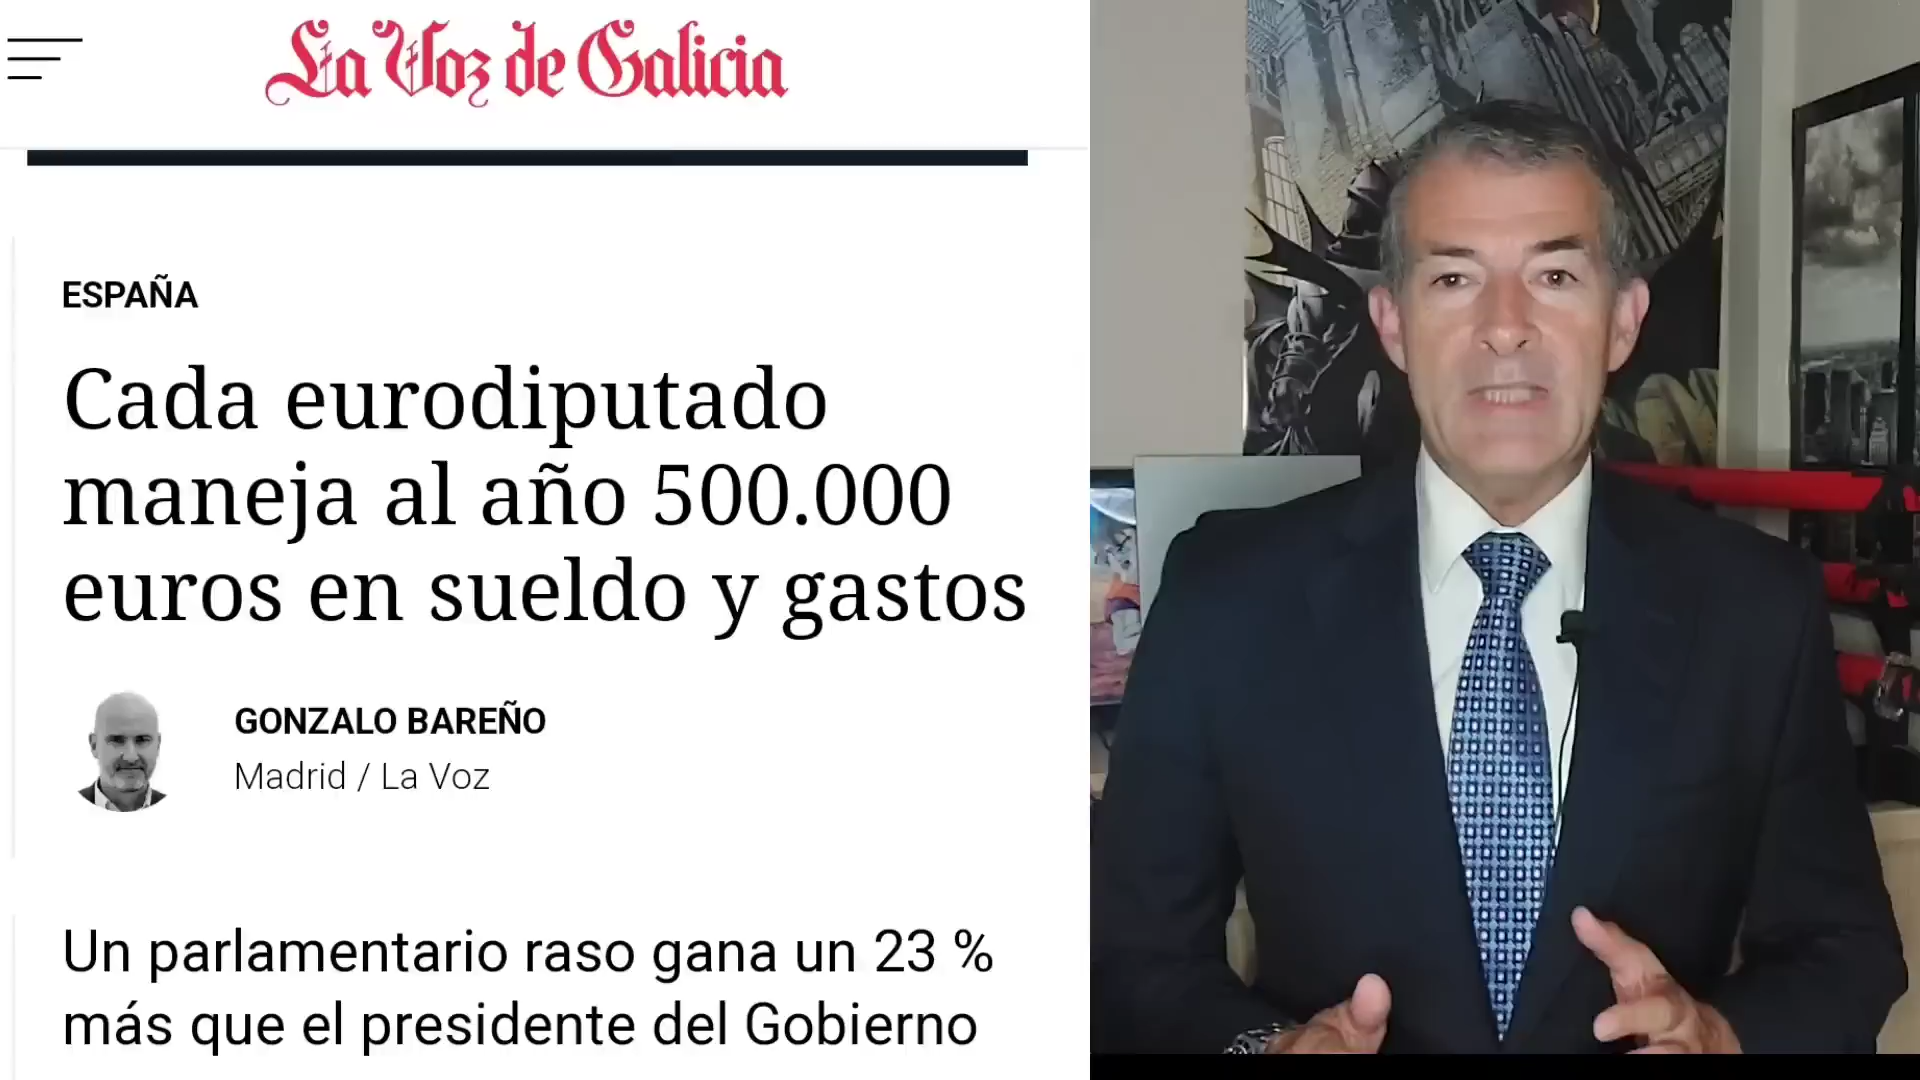 La Voz de Galicia
ESPAÑA
Cada eurodiputado
maneja al año 500.000
euros en sueldo y gastos
GONZALO BAREÑO
Madrid / La Voz
Un parlamentario raso gana un 23 %
más que el presidente del Gobierno